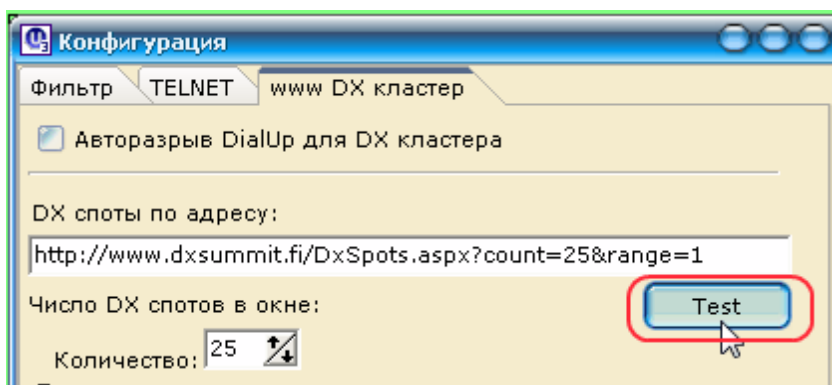 Конфигурация
Фильтр TELNET www DX кластер
Авторазрыв DialUp для DX кластера
DX споты по адресу:
http://www.dxsummit.fi/DxSpots.aspx?count=25&range=1
Число DX спотов в окне:
Test
Количество: 25